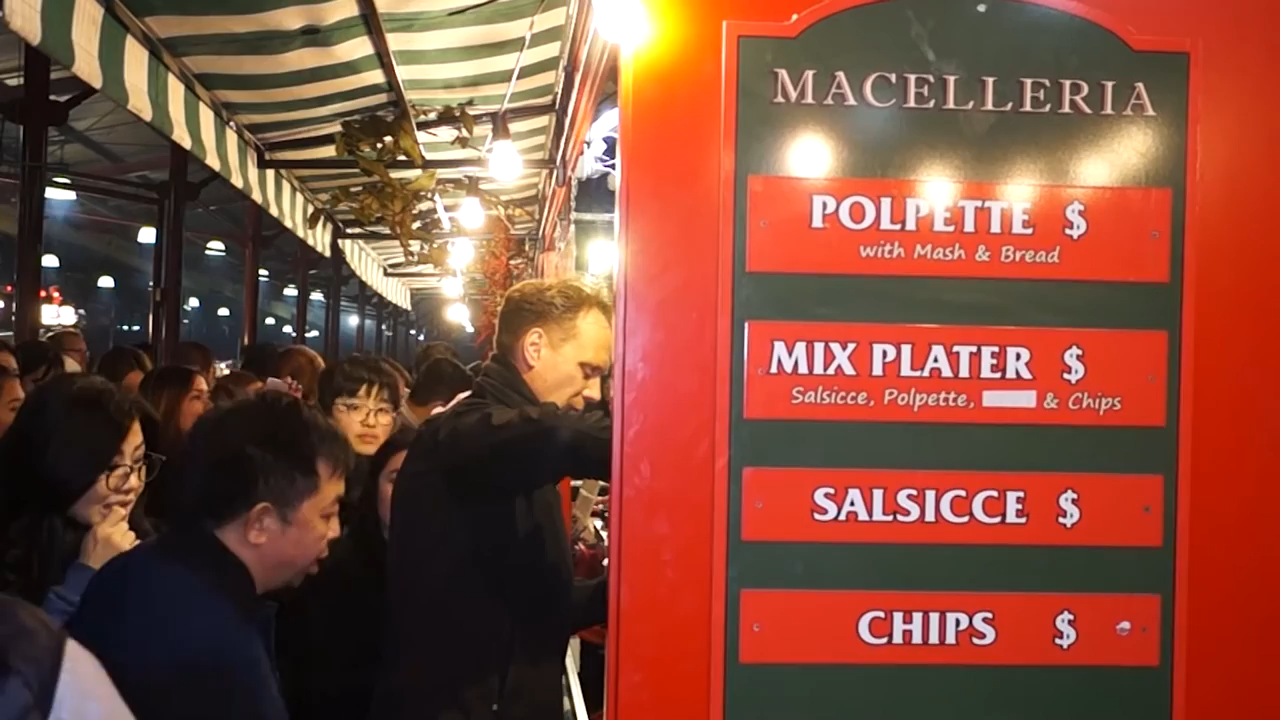 MACELLERIA
POLPETTE $
with Mash & Bread
MIX PLATER $
Salsicce, Polpette, & Chips
SALSICCE $
CHIPS $